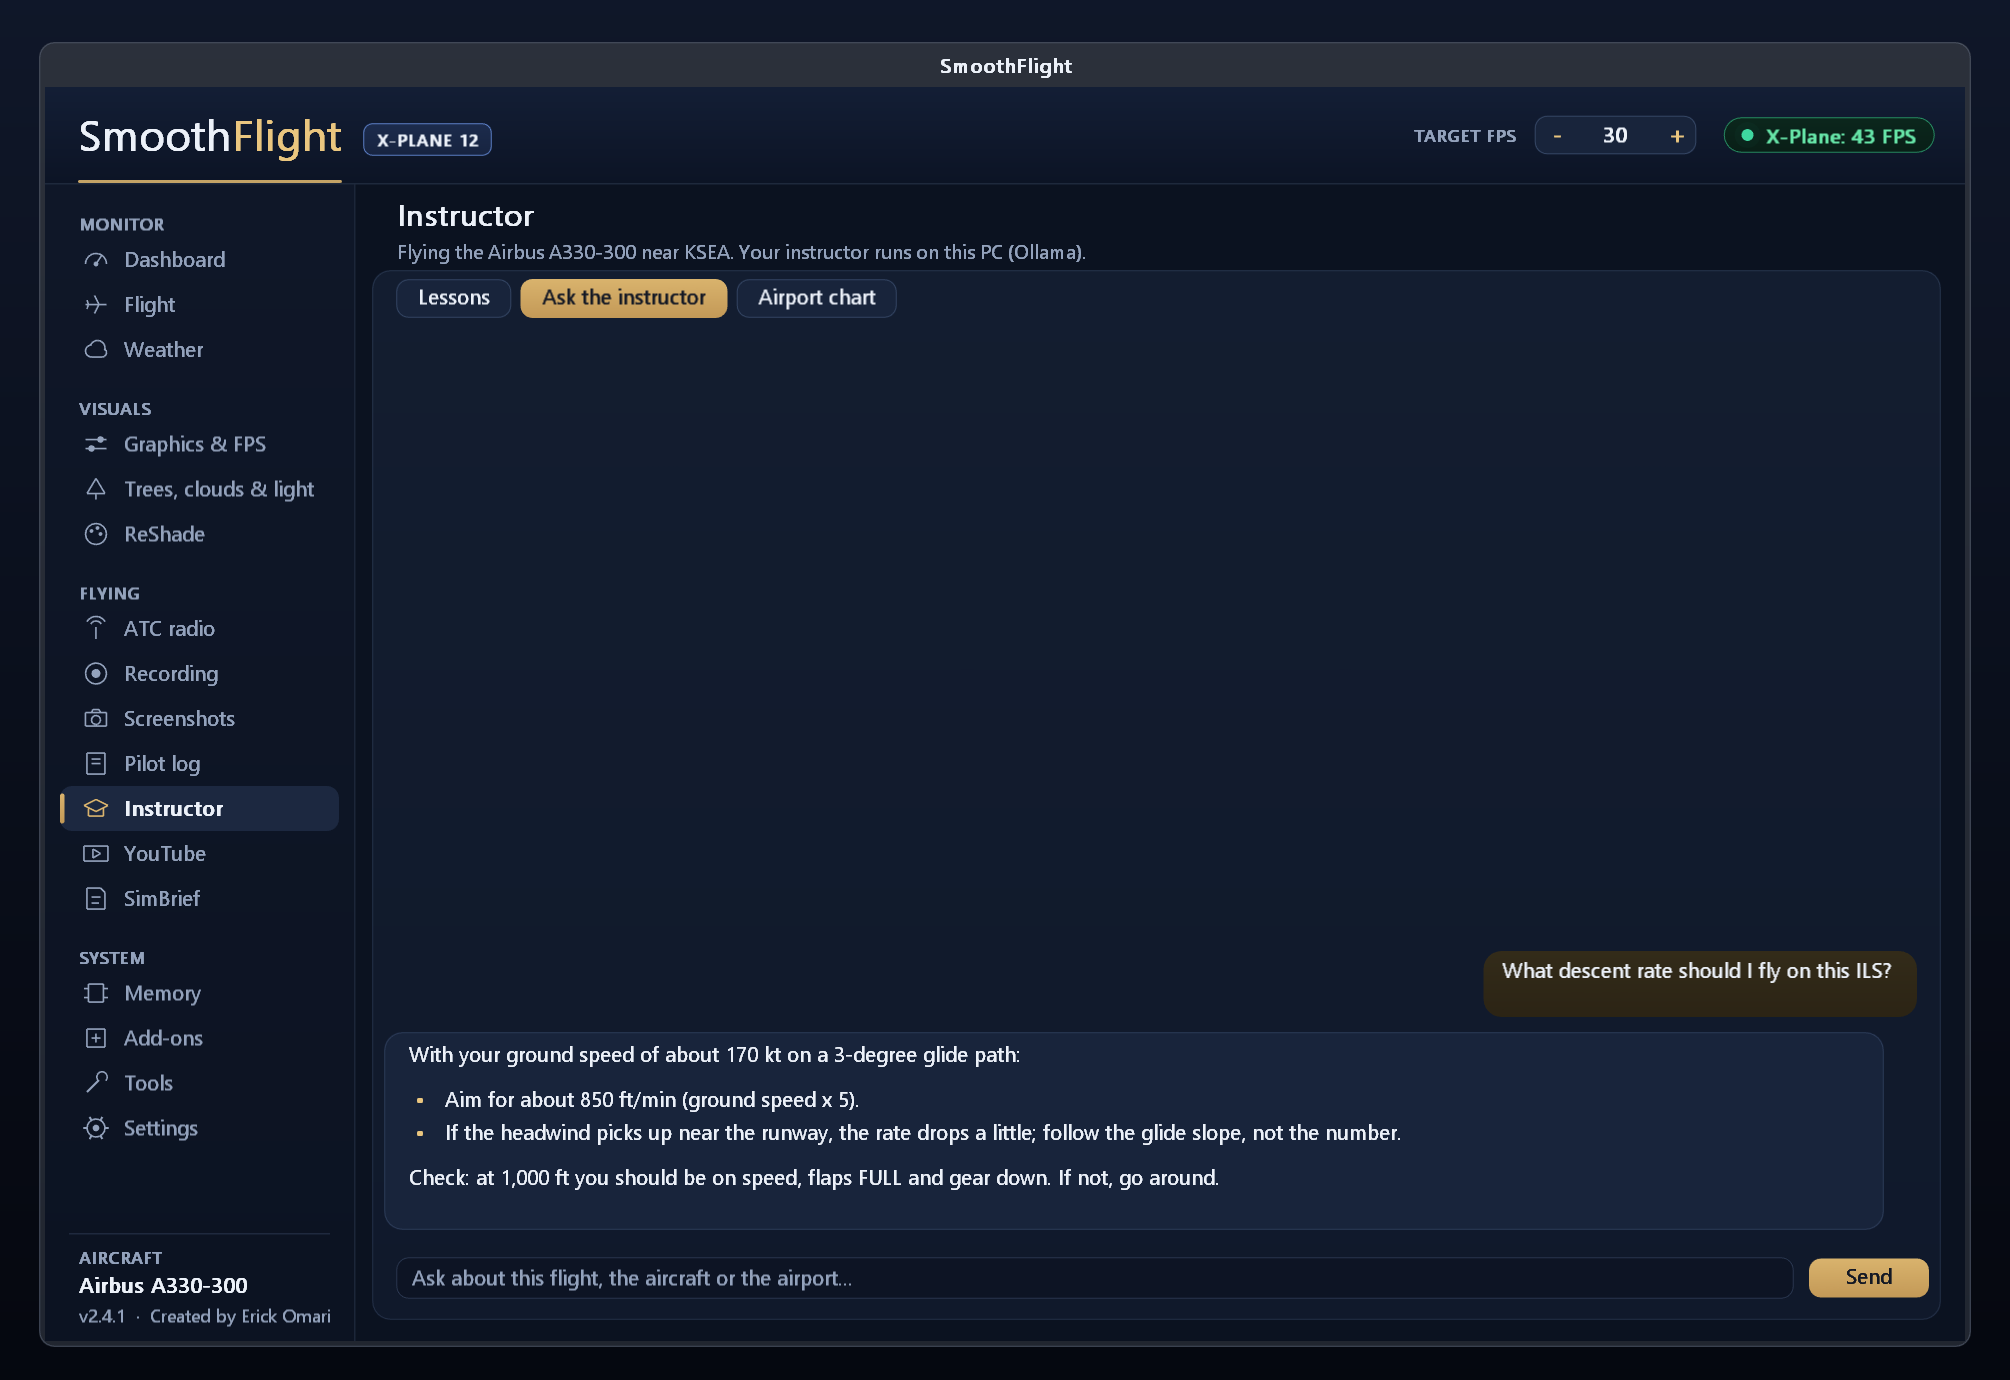 SmoothFlight
SmoothFlight
X-PLANE 12
TARGET FPS
- 30 +
X-Plane: 43 FPS
MONITOR
Dashboard
Flight
Weather
VISUALS
Graphics & FPS
Trees, clouds & light
ReShade
FLYING
ATC radio
Recording
Screenshots
Pilot log
Instructor
YouTube
SimBrief
SYSTEM
Memory
Add-ons
Tools
Settings
AIRCRAFT
Airbus A330-300
v2.4.1 · Created by Erick Omari
Instructor
Flying the Airbus A330-300 near KSEA. Your instructor runs on this PC (Ollama).
Lessons
Ask the instructor
Airport chart
What descent rate should I fly on this ILS?
With your ground speed of about 170 kt on a 3-degree glide path:
• Aim for about 850 ft/min (ground speed x 5).
• If the headwind picks up near the runway, the rate drops a little; follow the glide slope, not the number.
Check: at 1,000 ft you should be on speed, flaps FULL and gear down. If not, go around.
Ask about this flight, the aircraft or the airport...
Send